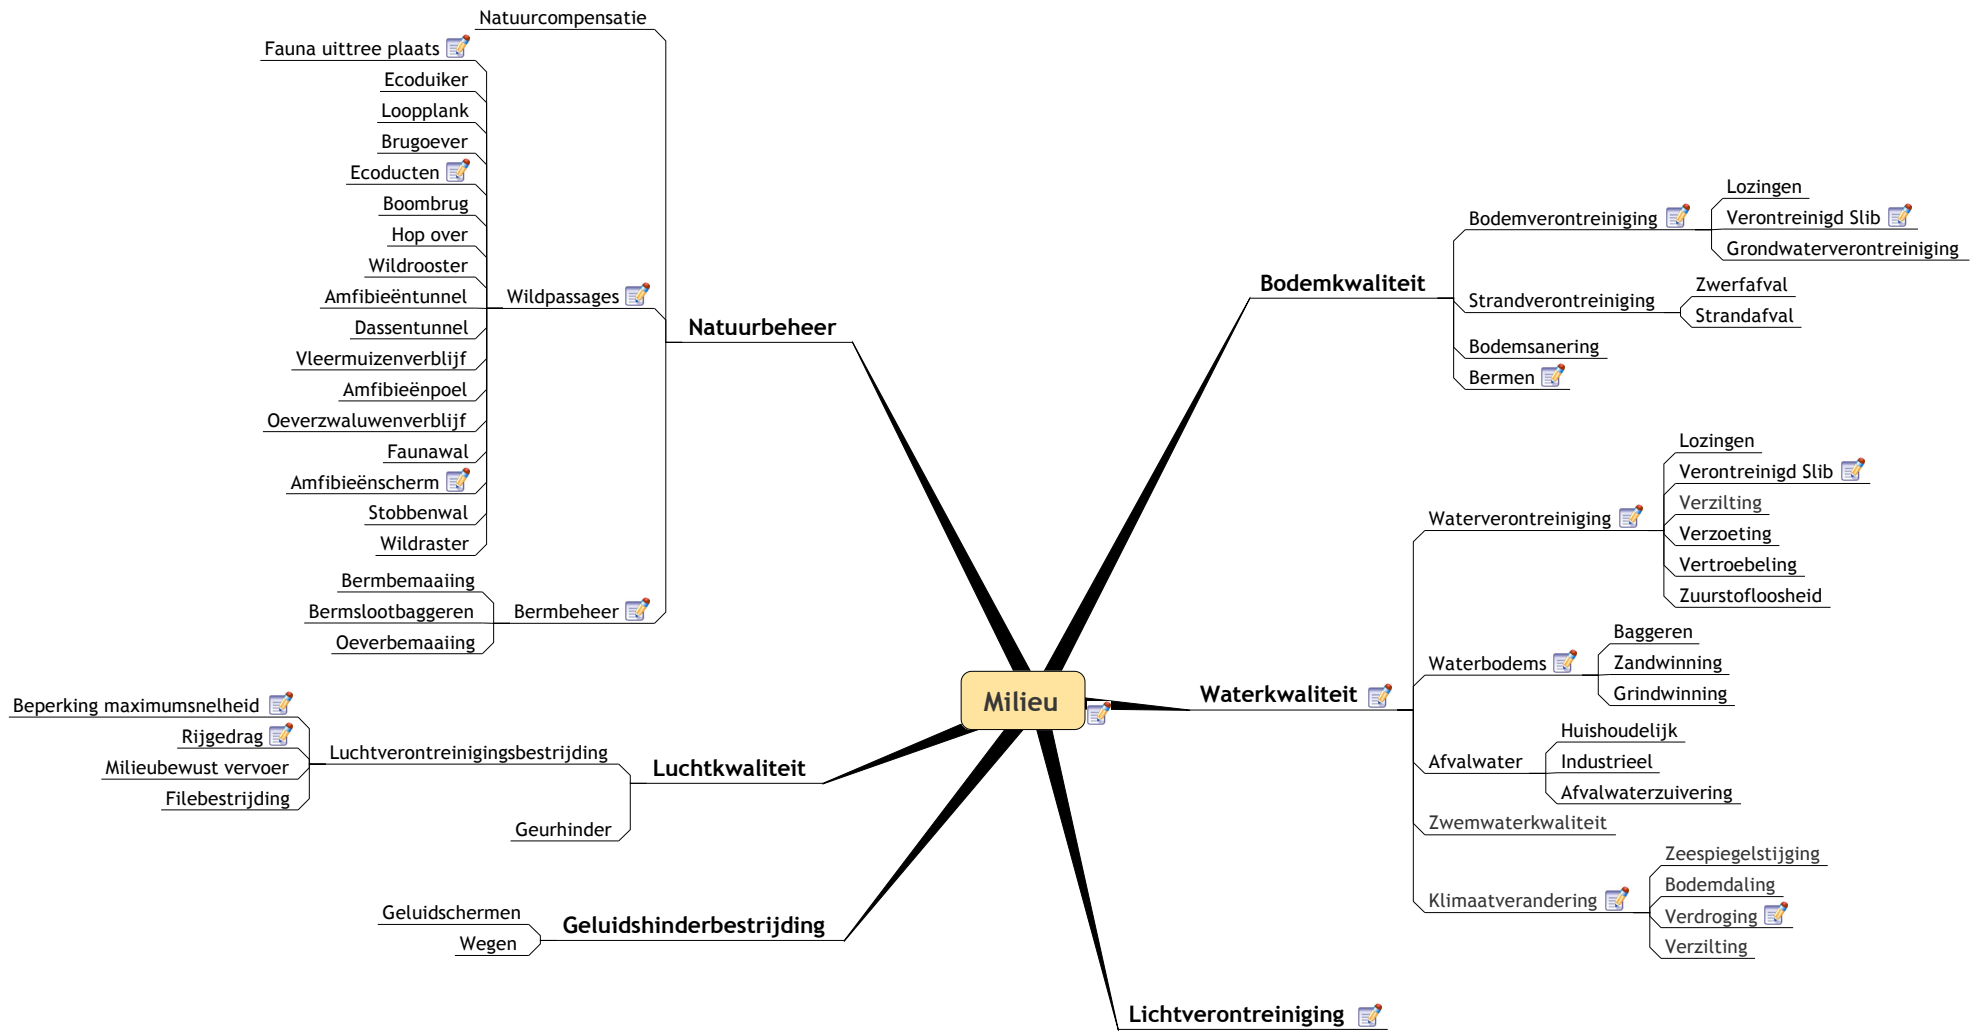 Natuurcompensatie
Fauna uittree plaats
Ecoduiker
Loopplank
Brugoever
Ecoducten
Boombrug
Hop over
Wildrooster
Amfibieëntunnel
Dassentunnel
Vleermuizenverblijf
Amfibieënpoel
Oeverzwaluwenverblijf
Faunawal
Amfibieënscherm
Stobbenwal
Wildraster
Wildpassages
Natuurbeheer
Bermbemaaiing
Bermslootbaggeren
Oeverbemaaiing
Bermbeheer
Beperking maximumsnelheid
Rijgedrag
Milieubewust vervoer
Filebestrijding
Luchtverontreinigingsbestrijding
Geurhinder
Luchtkwaliteit
Geluidschermen
Wegen
Geluidshinderbestrijding
Milieu
Bodemkwaliteit
Bodemverontreiniging
Lozingen
Verontreinigd Slib
Grondwaterverontreiniging
Strandverontreiniging
Zwerfafval
Strandafval
Bodemsanering
Bermen
Waterkwaliteit
Waterverontreiniging
Lozingen
Verontreinigd Slib
Verzilting
Verzoeting
Vertroebeling
Zuurstofloosheid
Waterbodems
Baggeren
Zandwinning
Grindwinning
Afvalwater
Huishoudelijk
Industrieel
Afvalwaterzuivering
Zwemwaterkwaliteit
Klimaatverandering
Zeespiegelstijging
Bodemdaling
Verdroging
Verzilting
Lichtverontreiniging